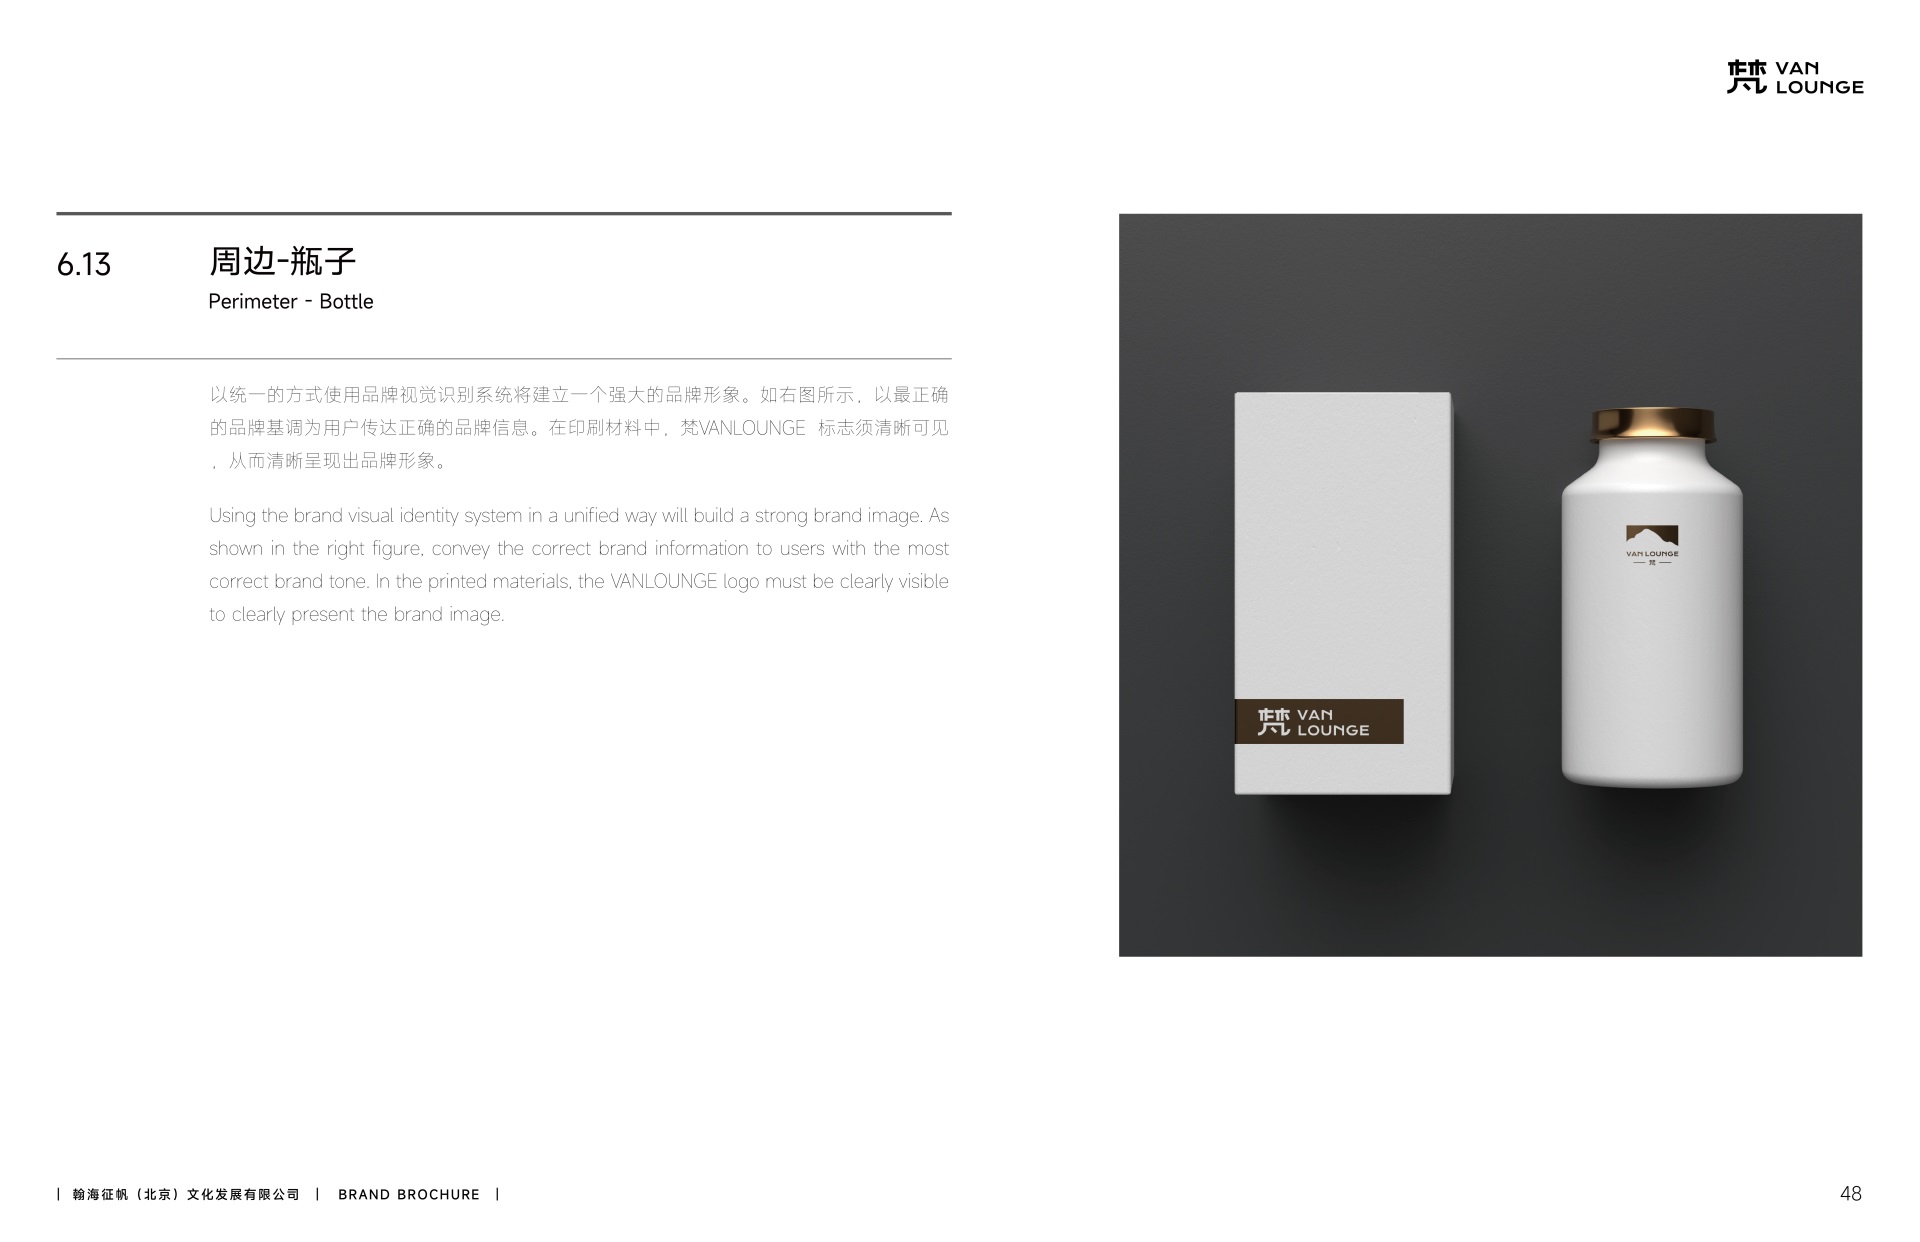 梵 VAN
LOUNGE
6.13
周边-瓶子
Perimeter - Bottle
以统一的方式使用品牌视觉识别系统将建立一个强大的品牌形象。如右图所示，以最正确
的品牌基调为用户传达正确的品牌信息。在印刷材料中，梵VANLOUNGE 标志须清晰可见
，从而清晰呈现出品牌形象。
Using the brand visual identity system in a unified way will build a strong brand image. As
shown in the right figure, convey the correct brand information to users with the most
correct brand tone. In the printed materials, the VANLOUNGE logo must be clearly visible
to clearly present the brand image.
梵 VAN
LOUNGE
VAN LOUNGE
梵
| 翰海征帆（北京）文化发展有限公司 | BRAND BROCHURE |
48